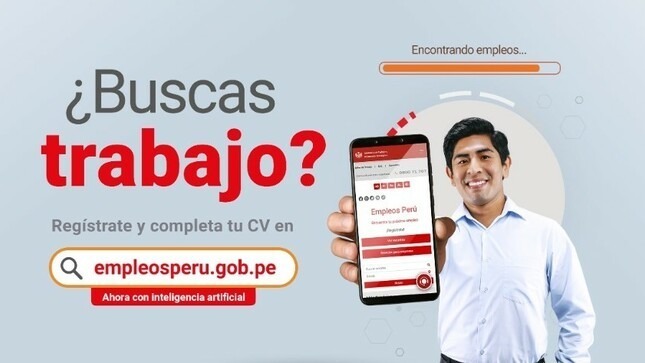 ¿Buscas
trabajo?
Regístrate y completa tu CV en
empleosperu.gob.pe
Ahora con inteligencia artificial
Encontrando empleos...
Empleos Perú